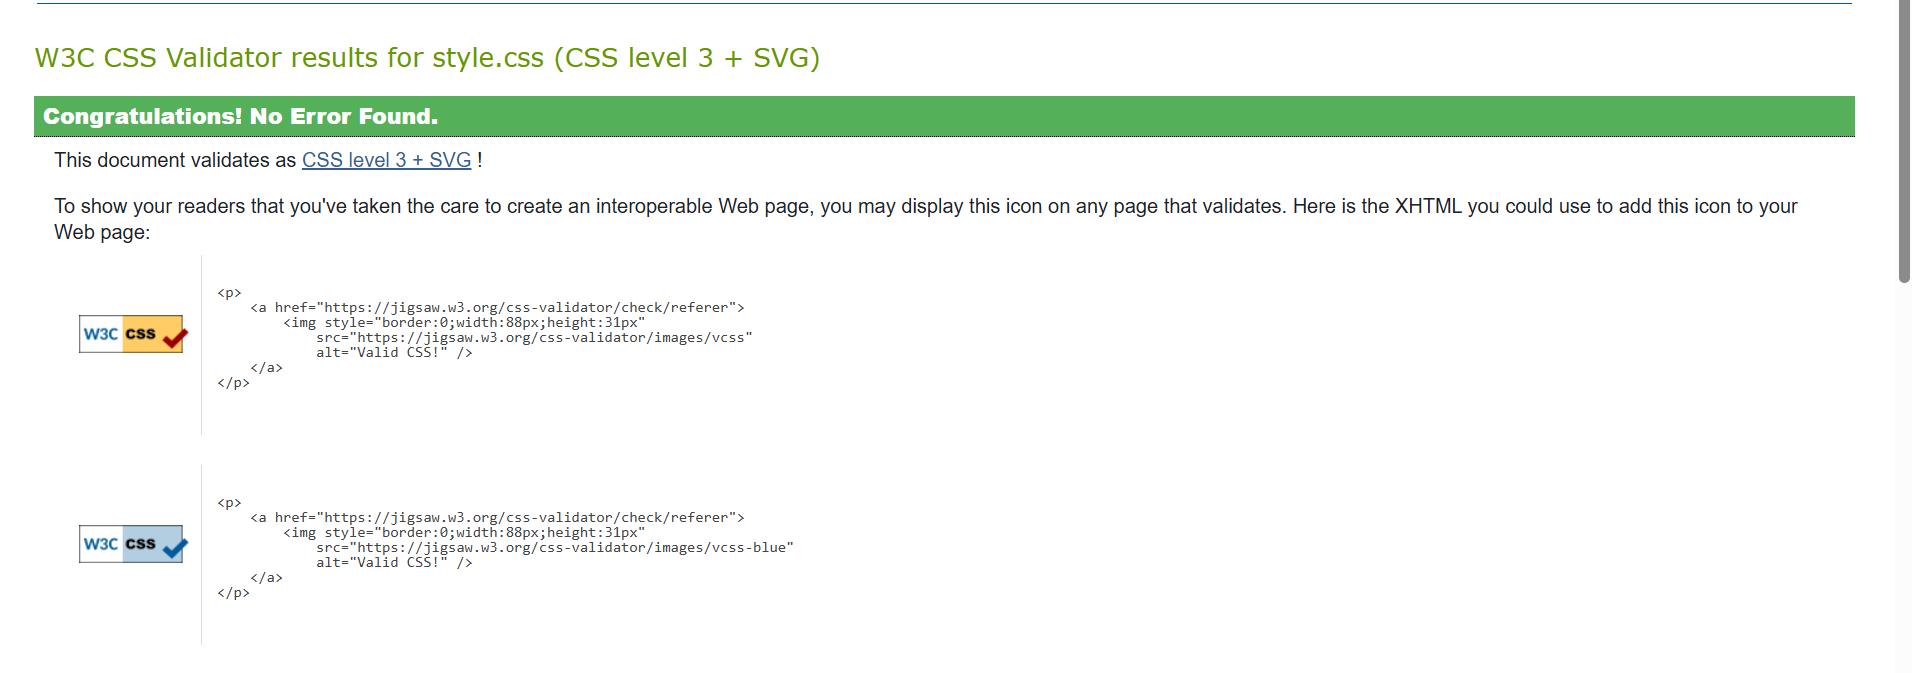 W3C CSS Validator results for style.css (CSS level 3 + SVG)
Congratulations! No Error Found.
This document validates as CSS level 3 + SVG !
To show your readers that you've taken the care to create an interoperable Web page, you may display this icon on any page that validates. Here is the XHTML you could use to add this icon to your
Web page:
W3C css
<p>
    <a href="https://jigsaw.w3.org/css-validator/check/referer">
        <img style="border:0;width:88px;height:31px"
            src="https://jigsaw.w3.org/css-validator/images/vcss"
            alt="Valid CSS!" />
    </a>
</p>
W3C css
<p>
    <a href="https://jigsaw.w3.org/css-validator/check/referer">
        <img style="border:0;width:88px;height:31px"
            src="https://jigsaw.w3.org/css-validator/images/vcss-blue"
            alt="Valid CSS!" />
    </a>
</p>